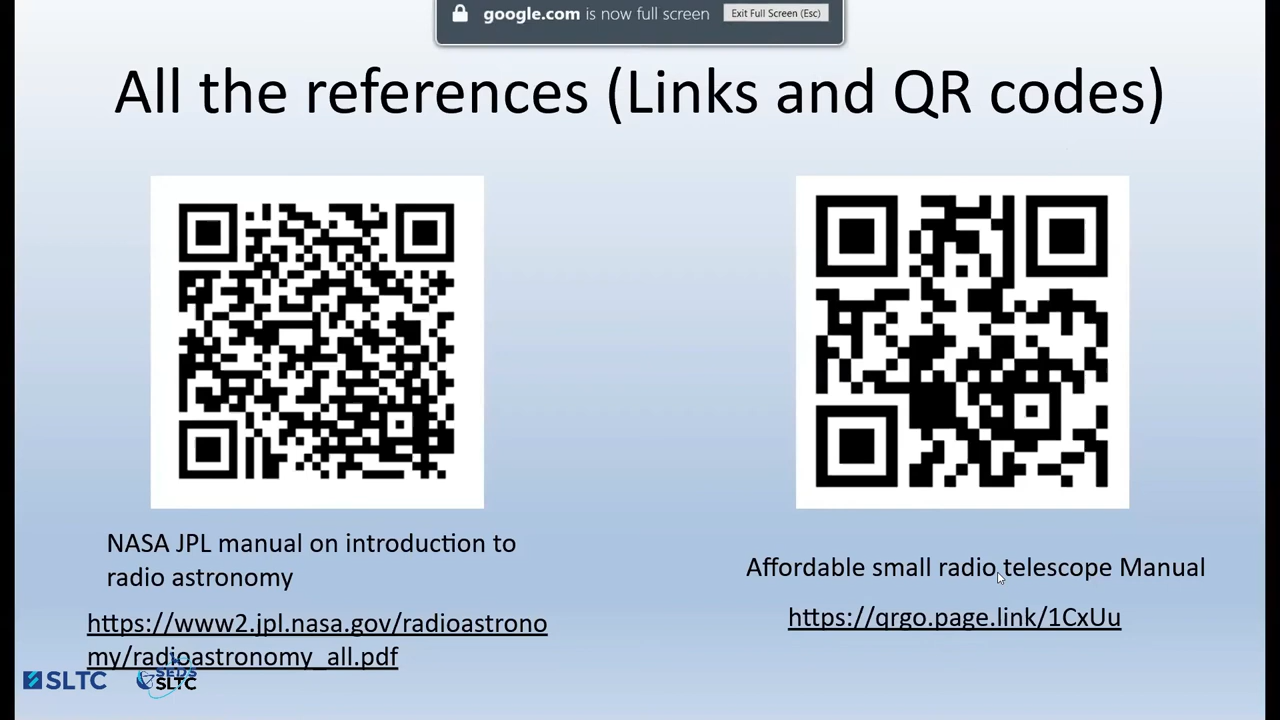 google.com is now full screen Exit Full Screen (Esc)
All the references (Links and QR codes)
NASA JPL manual on introduction to
radio astronomy
https://www2.jpl.nasa.gov/radioastrono
my/radioastronomy_all.pdf
Affordable small radio telescope Manual
https://qrgo.page.link/1CxUu
SLTC
SEDS
SLTC